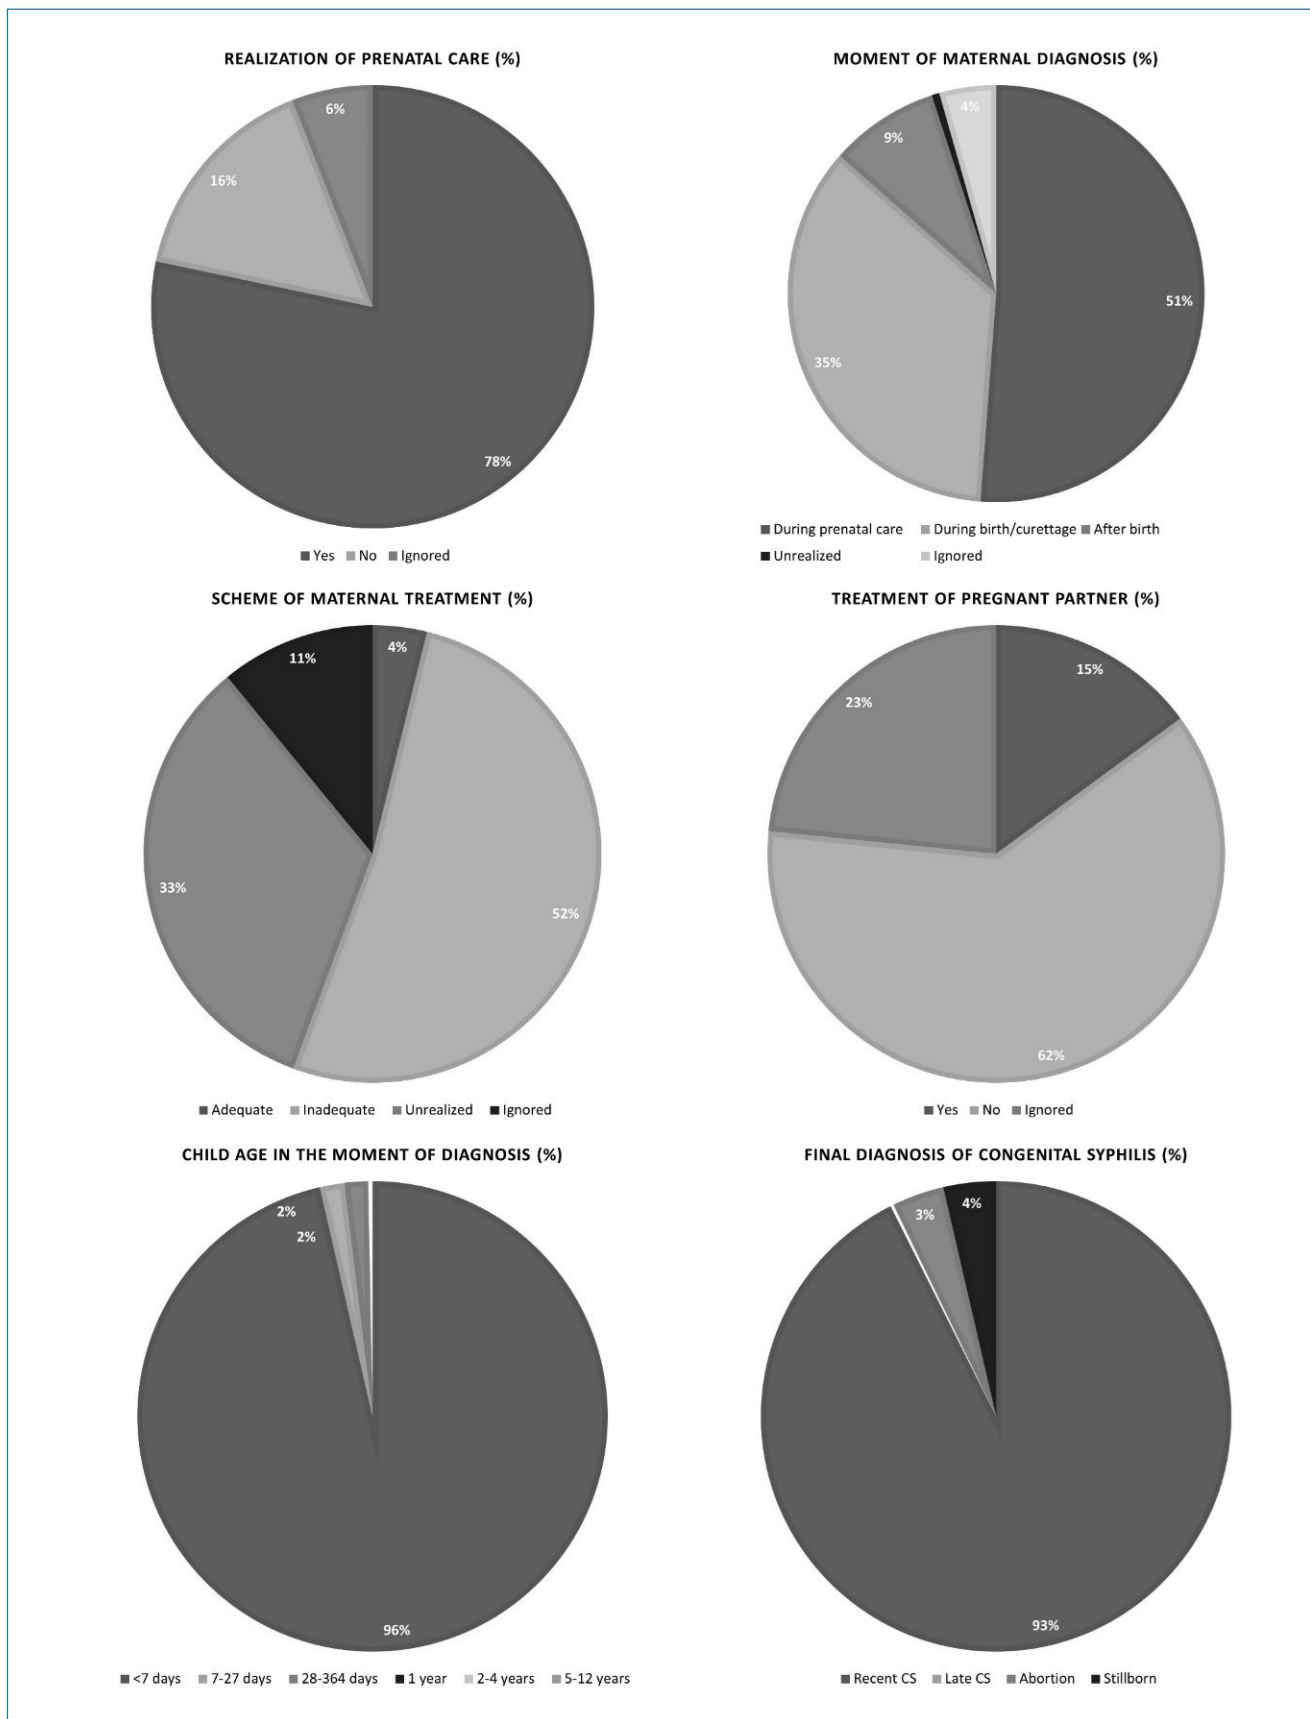 REALIZATION OF PRENATAL CARE (%)
6%
16%
78%
Yes No Ignored
MOMENT OF MATERNAL DIAGNOSIS (%)
4%
9%
51%
35%
During prenatal care During birth/curettage After birth
Unrealized Ignored
SCHEME OF MATERNAL TREATMENT (%)
11%
4%
33%
52%
Adequate Inadequate Unrealized Ignored
TREATMENT OF PREGNANT PARTNER (%)
15%
23%
62%
Yes No Ignored
CHILD AGE IN THE MOMENT OF DIAGNOSIS (%)
2%
2%
96%
<7 days 7-27 days 28-364 days 1 year 2-4 years 5-12 years
FINAL DIAGNOSIS OF CONGENITAL SYPHILIS (%)
3%
4%
93%
Recent CS Late CS Abortion Stillborn